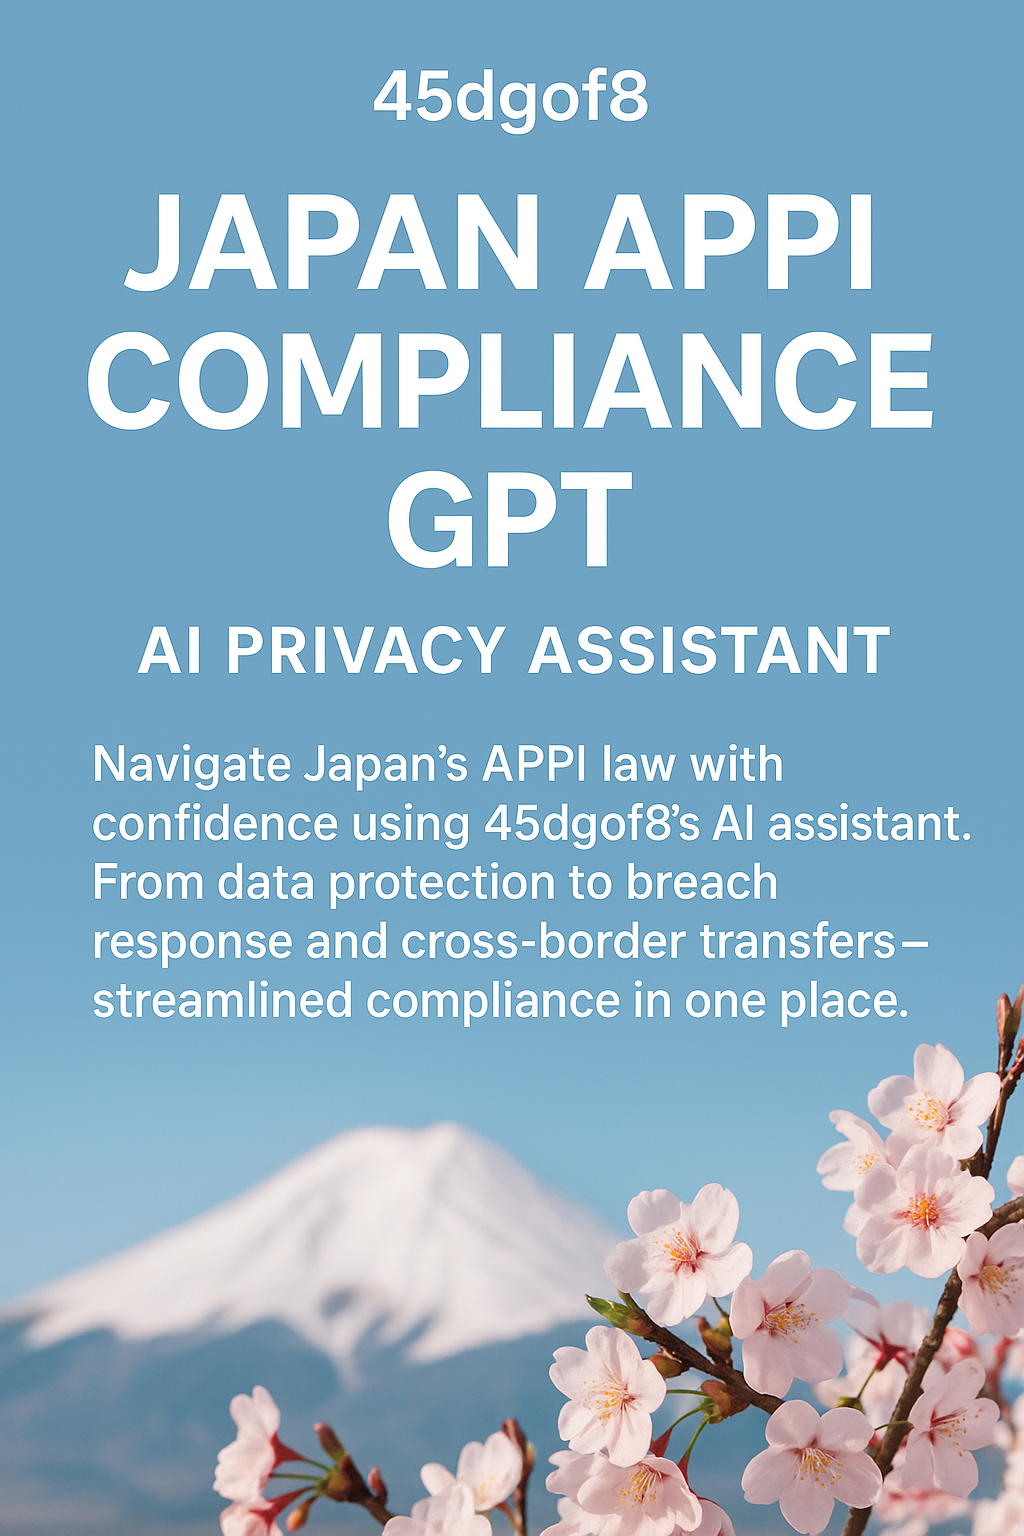 45dgof8
JAPAN APPI
COMPLIANCE
GPT
AI PRIVACY ASSISTANT
Navigate Japan’s APPI law with
confidence using 45dgof8’s AI assistant.
From data protection to breach
response and cross-border transfers–
streamlined compliance in one place.